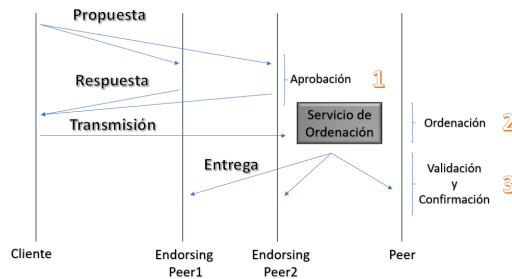 Propuesta
Respuesta
Aprobación
1
Servicio de
Ordenación
Transmisión
Ordenación
2
Entrega
Validación
y
Confirmación
3
Cliente
Endorsing
Peer1
Endorsing
Peer2
Peer